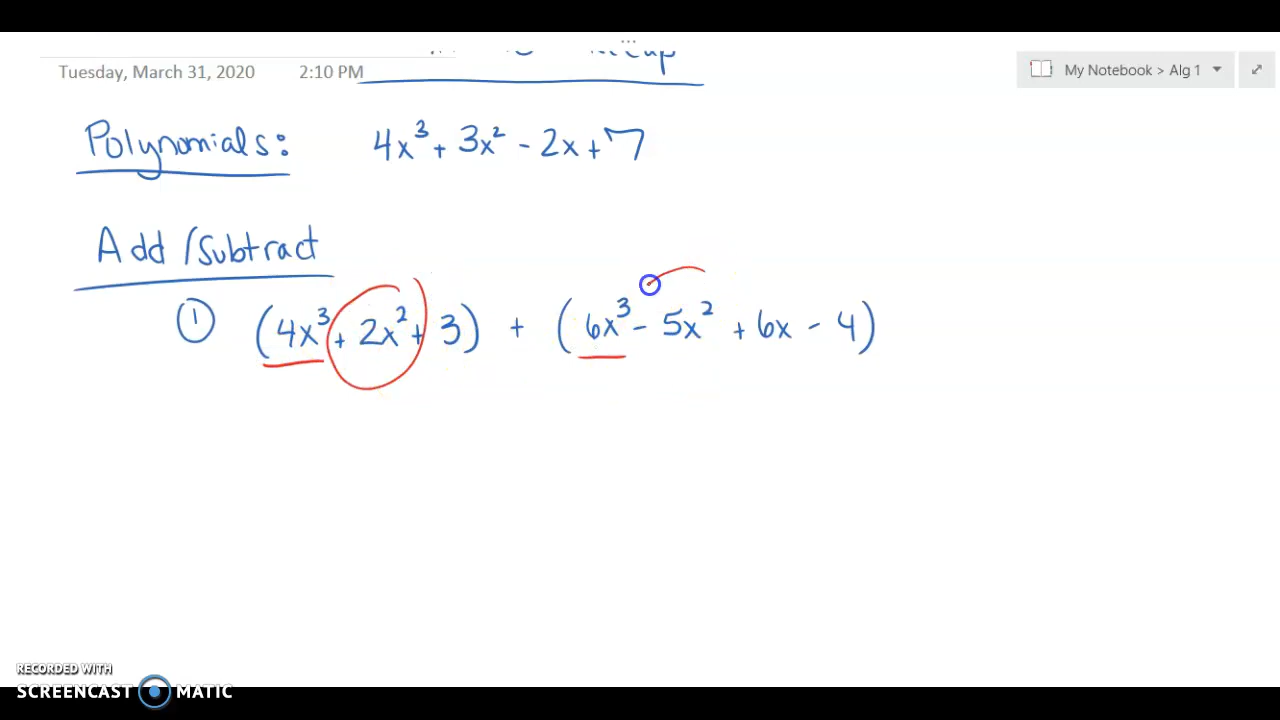 Tuesday, March 31, 2020 2:10 PM
My Notebook > Alg 1
Polynomials: 4x³ + 3x² - 2x + 7
Add /Subtract
① (4x³ + 2x² + 3) + (6x³ - 5x² + 6x - 4)
RECORDED WITH
SCREENCAST MATIC